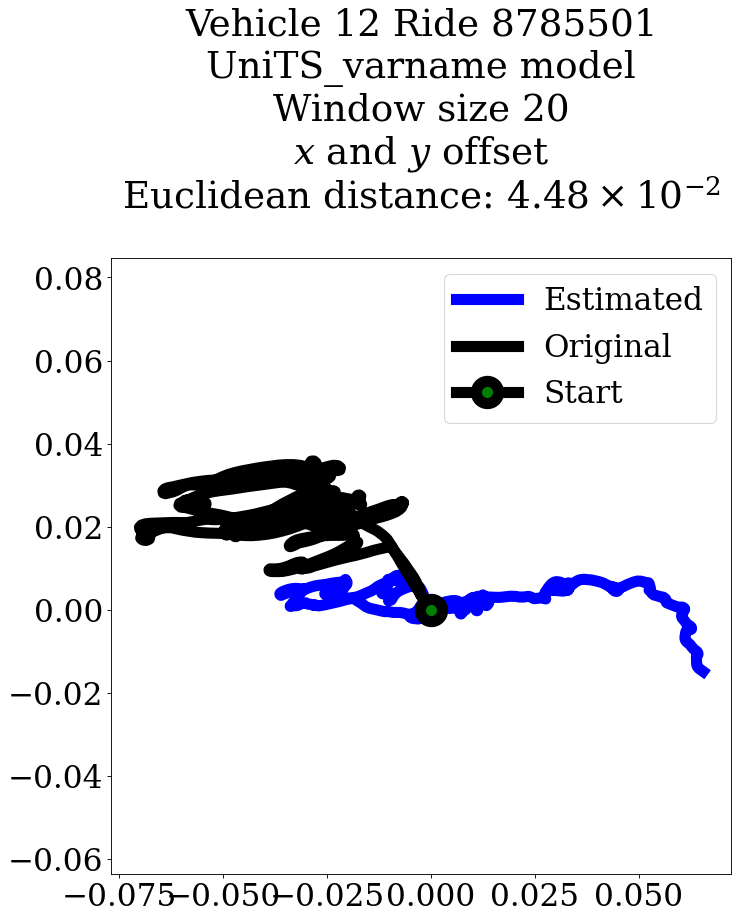 Vehicle 12 Ride 8785501
UniTS_varname model
Window size 20
x and y offset
Euclidean distance: 4.48 × 10⁻²
0.08
0.06
0.04
0.02
0.00
−0.02
−0.04
−0.06
Estimated
Original
Start
−0.075 −0.050 −0.025 0.000 0.025 0.050